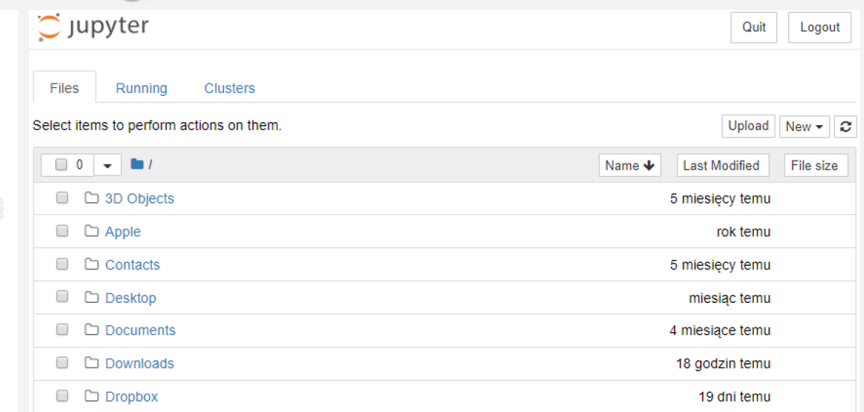 jupyter
Quit Logout
Files Running Clusters
Select items to perform actions on them.
Upload New
0 / Name Last Modified File size
3D Objects 5 miesięcy temu
Apple rok temu
Contacts 5 miesięcy temu
Desktop miesiąc temu
Documents 4 miesiące temu
Downloads 18 godzin temu
Dropbox 19 dni temu